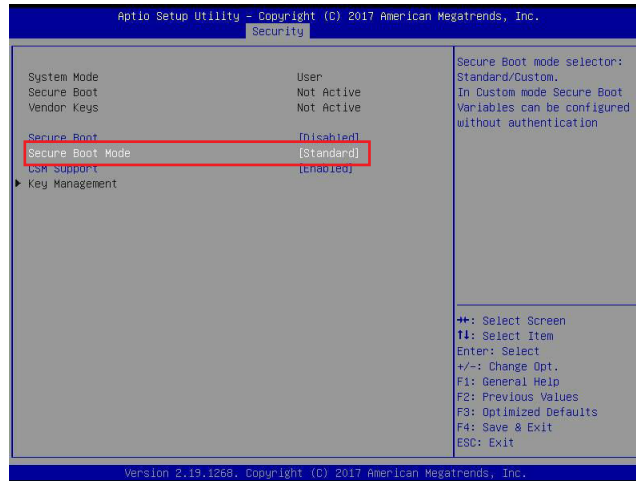 Aptio Setup Utility – Copyright (C) 2017 American Megatrends, Inc.
Security
System Mode User
Secure Boot Not Active
Vendor Keys Not Active
Secure Boot [Disabled]
Secure Boot Mode [Standard]
CSM Support [Enabled]
Key Management
Secure Boot mode selector:
Standard/Custom.
In Custom mode Secure Boot
Variables can be configured
without authentication
→←: Select Screen
↑↓: Select Item
Enter: Select
+/-: Change Opt.
F1: General Help
F2: Previous Values
F3: Optimized Defaults
F4: Save & Exit
ESC: Exit
Version 2.19.1268. Copyright (C) 2017 American Megatrends, Inc.